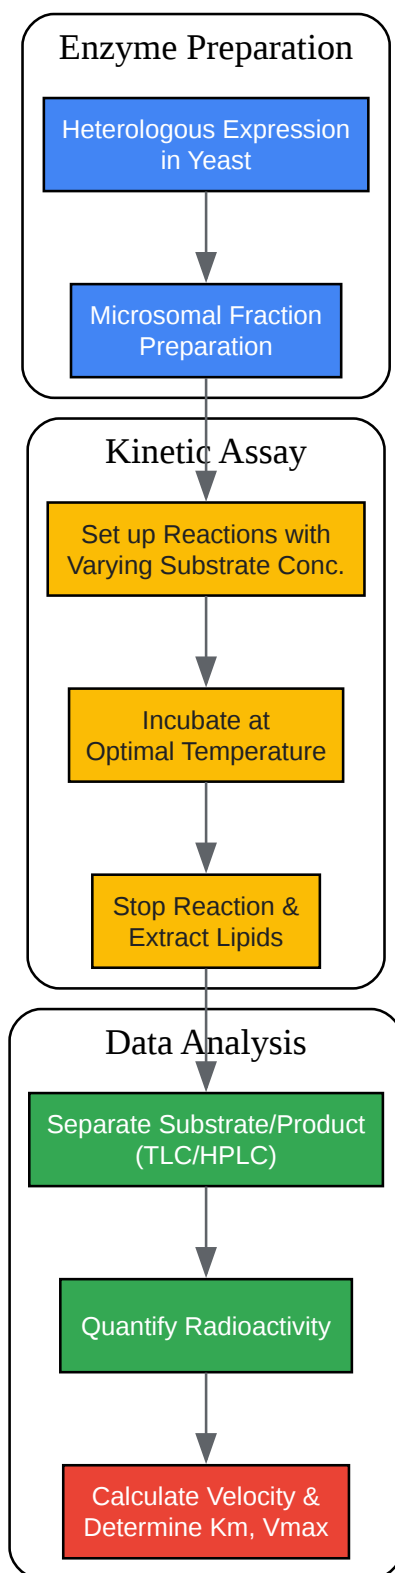 Enzyme Preparation
Heterologous Expression
in Yeast
Microsomal Fraction
Preparation
Kinetic Assay
Set up Reactions with
Varying Substrate Conc.
Incubate at
Optimal Temperature
Stop Reaction &
Extract Lipids
Data Analysis
Separate Substrate/Product
(TLC/HPLC)
Quantify Radioactivity
Calculate Velocity &
Determine Km, Vmax